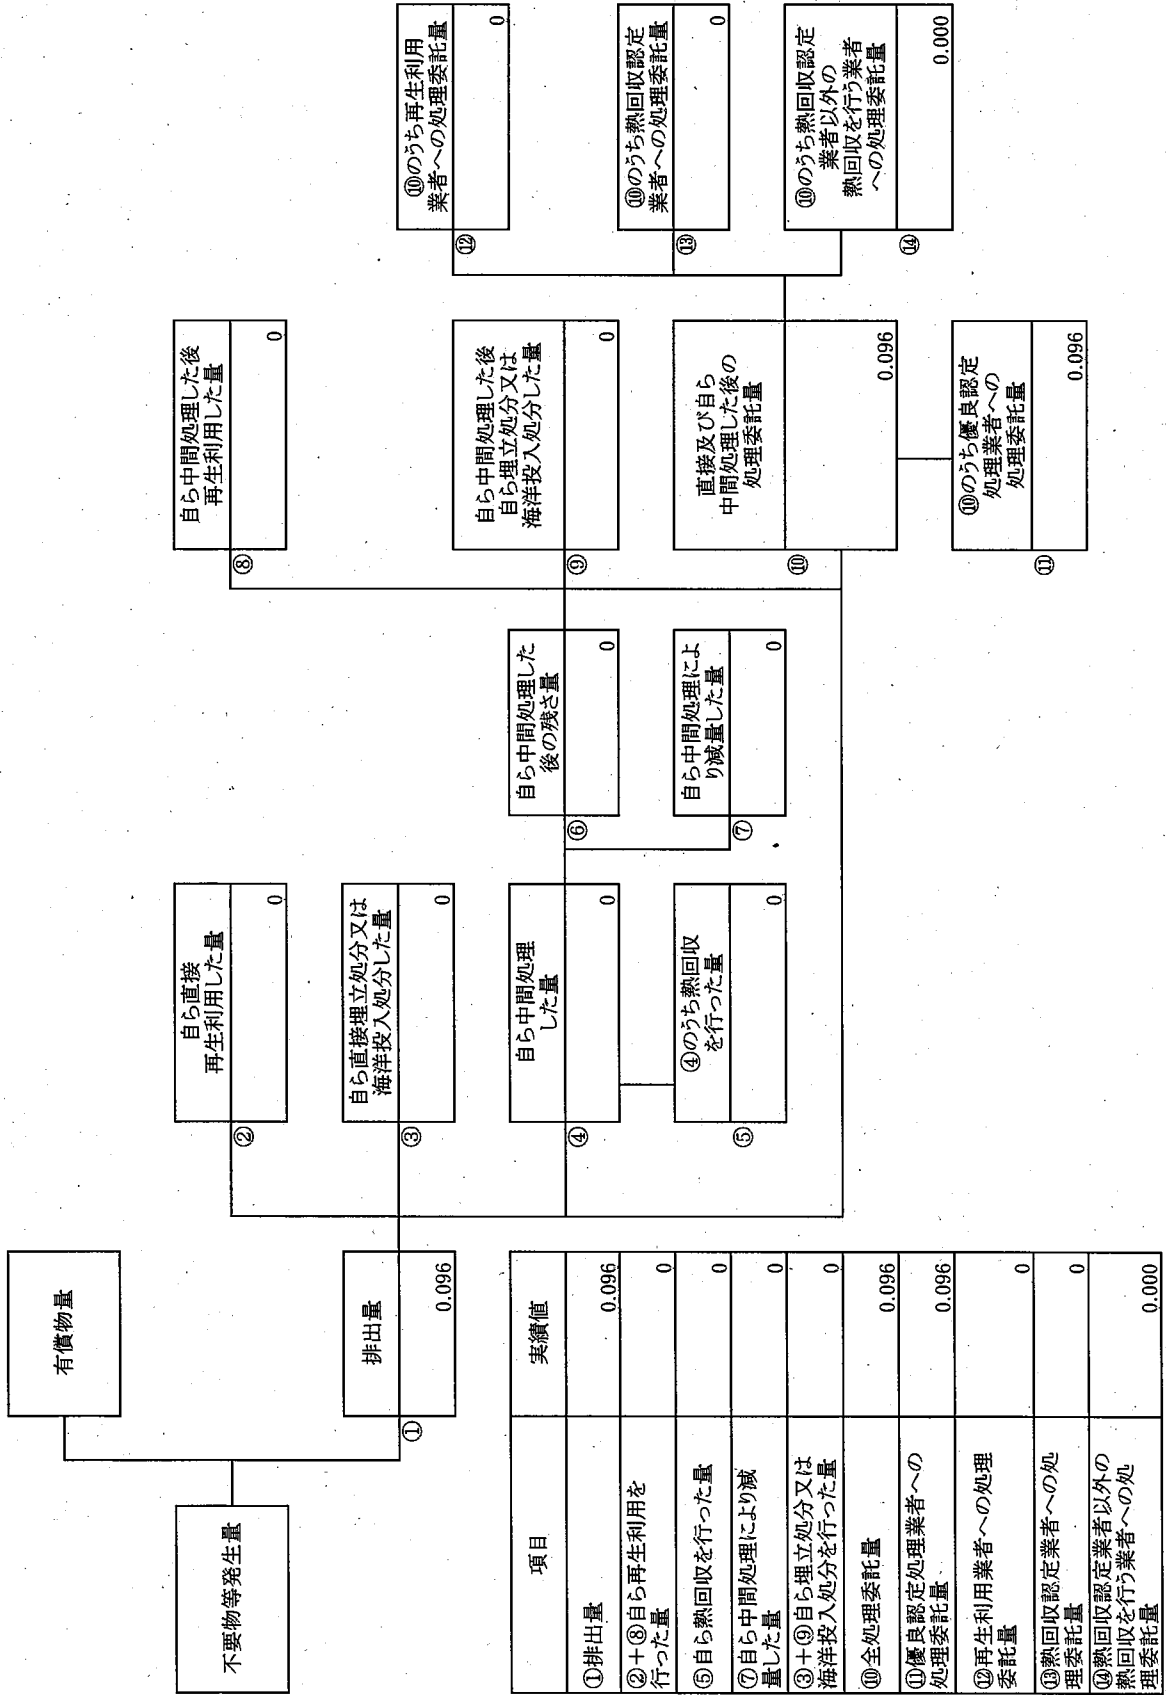 不要物等発生量
有償物量
排出量
①
0.096
自ら直接
再生利用した量
②
0
自ら直接埋立処分又は
海洋投入処分した量
③
0
自ら中間処理
した量
④
0
④のうち熱回収
を行った量
⑤
0
自ら中間処理した
後の残さ量
⑥
0
自ら中間処理によ
り減量した量
⑦
0
自ら中間処理した後
再生利用した量
⑧
0
自ら中間処理した後
自ら埋立処分又は
海洋投入処分した量
⑨
0
直接及び自ら
中間処理した後の
処理委託量
⑩
0.096
⑩のうち優良認定
処理業者への
処理委託量
⑪
0.096
⑩のうち再生利用
業者への処理委託量
⑫
0
⑩のうち熱回収認定
業者への処理委託量
⑬
0
⑩のうち熱回収認定
業者以外の
熱回収を行う業者
への処理委託量
⑭
0.000
項目 実績値
①排出量 0.096
②+⑧自ら再生利用を
行った量 0
⑤自ら熱回収を行った量 0
⑦自ら中間処理により減
量した量 0
③+⑨自ら埋立処分又は
海洋投入処分を行った量 0
⑩全処理委託量 0.096
⑪優良認定処理業者への
処理委託量 0.096
⑫再生利用業者への処理
委託量 0
⑬熱回収認定業者への処
理委託量 0
⑭熱回収認定業者以外の
熱回収を行う業者への処
理委託量 0.000